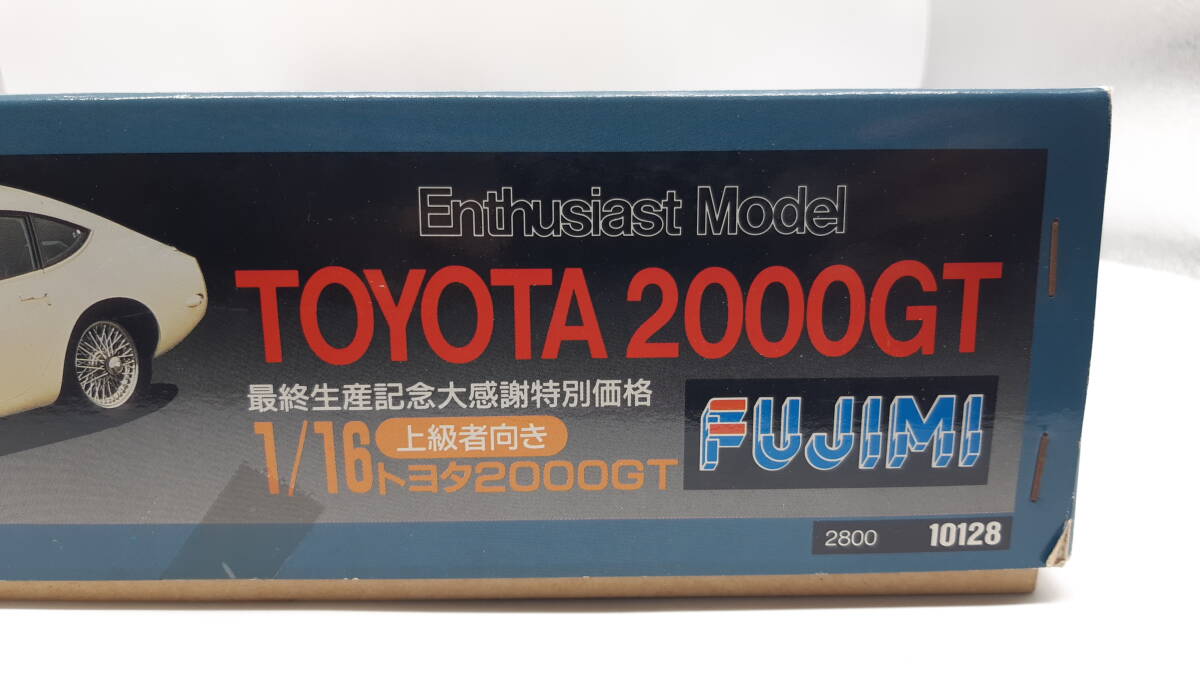 Enthusiast Model
TOYOTA 2000GT
最終生産記念大感謝特別価格
1/16 上級者向き
トヨタ2000GT
FUJIMI
2800 10128